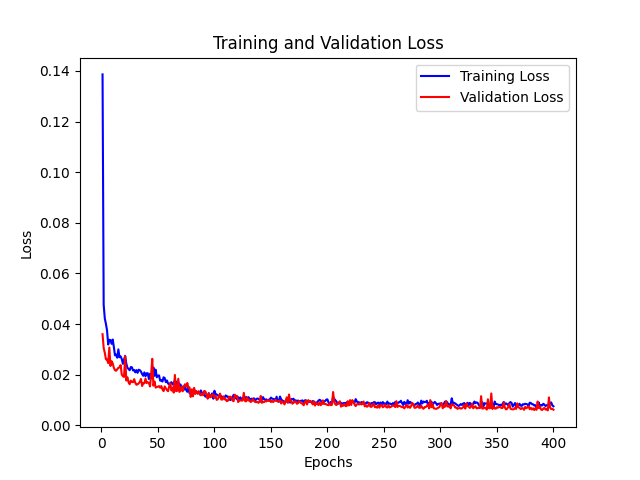 Training and Validation Loss
Training Loss
Validation Loss
0.14
0.12
0.10
0.08
0.06
0.04
0.02
0.00
Loss
0 50 100 150 200 250 300 350 400
Epochs